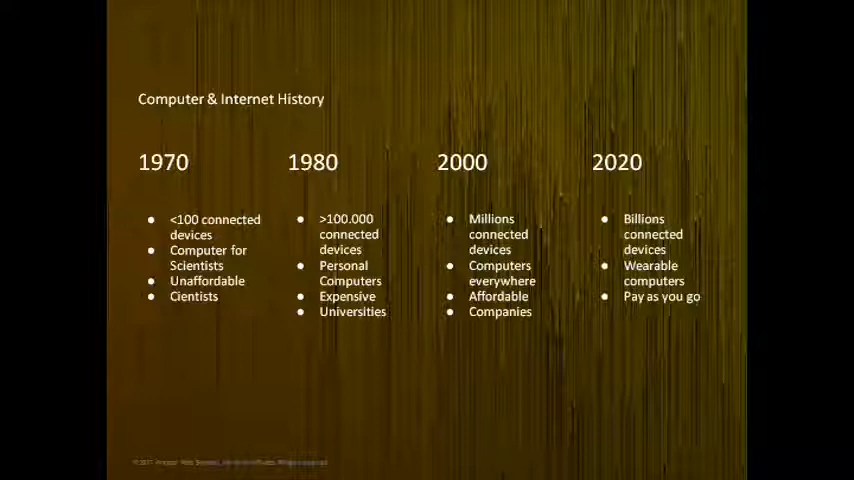 Computer & Internet History
1970
1980
2000
2020
● <100 connected
devices
● Computer for
Scientists
● Unaffordable
● Cientists
● >100.000
connected
devices
● Personal
Computers
● Expensive
● Universities
● Millions
connected
devices
● Computers
everywhere
● Affordable
● Companies
● Billions
connected
devices
● Wearable
computers
● Pay as you go